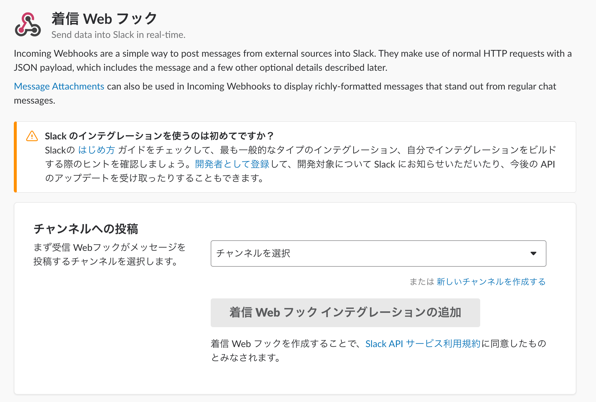 着信 Web フック
Send data into Slack in real-time.
Incoming Webhooks are a simple way to post messages from external sources into Slack. They make use of normal HTTP requests with a
JSON payload, which includes the message and a few other optional details described later.
Message Attachments can also be used in Incoming Webhooks to display richly-formatted messages that stand out from regular chat
messages.
Slack のインテグレーションを使うのは初めてですか？
Slackの はじめ方 ガイドをチェックして、最も一般的なタイプのインテグレーション、自分でインテグレーションをビルド
する際のヒントを確認しましょう。開発者として登録して、開発対象について Slack にお知らせいただいたり、今後の API
のアップデートを受け取ったりすることもできます。
チャンネルへの投稿
まず受信 Webフックがメッセージを
投稿するチャンネルを選択します。
チャンネルを選択
または 新しいチャンネルを作成する
着信 Web フック インテグレーションの追加
着信 Web フックを作成することで、Slack API サービス利用規約に同意したもの
とみなされます。